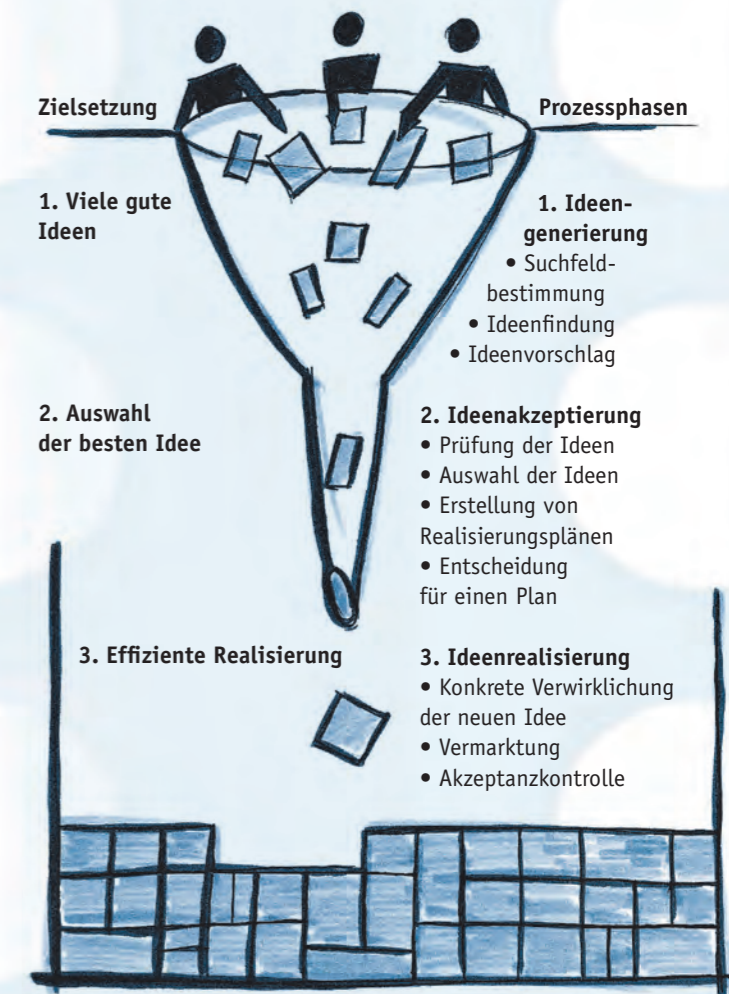 Zielsetzung
Prozessphasen
1. Viele gute
Ideen
1. Ideen-
generierung
• Suchfeld-
bestimmung
• Ideenfindung
• Ideenvorschlag
2. Auswahl
der besten Idee
2. Ideenakzeptierung
• Prüfung der Ideen
• Auswahl der Ideen
• Erstellung von
Realisierungsplänen
• Entscheidung
für einen Plan
3. Effiziente Realisierung
3. Ideenrealisierung
• Konkrete Verwirklichung
der neuen Idee
• Vermarktung
• Akzeptanzkontrolle